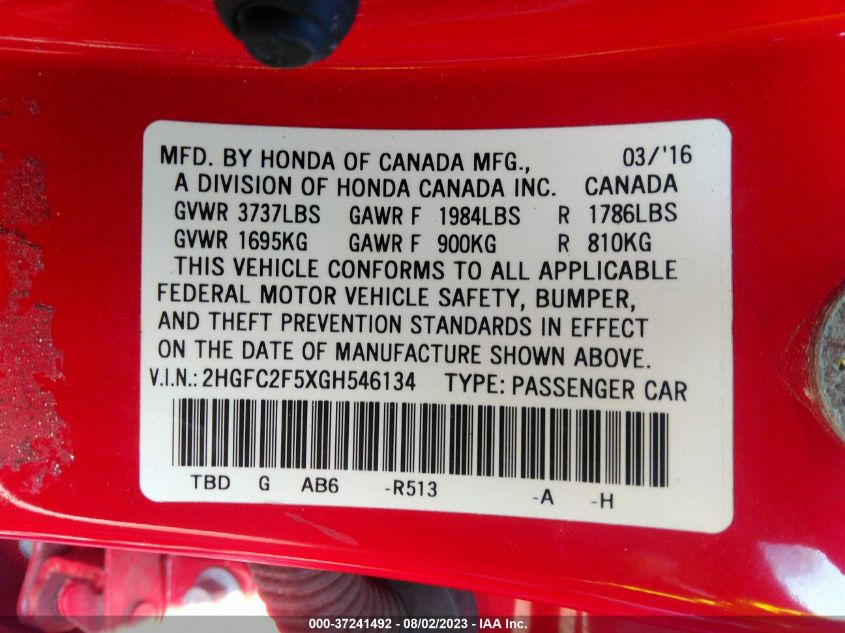 MFD. BY HONDA OF CANADA MFG., 03/'16
A DIVISION OF HONDA CANADA INC. CANADA
GVWR 3737LBS GAWR F 1984LBS R 1786LBS
GVWR 1695KG GAWR F 900KG R 810KG
THIS VEHICLE CONFORMS TO ALL APPLICABLE
FEDERAL MOTOR VEHICLE SAFETY, BUMPER,
AND THEFT PREVENTION STANDARDS IN EFFECT
ON THE DATE OF MANUFACTURE SHOWN ABOVE.
V.I.N.: 2HGFC2F5XGH546134 TYPE: PASSENGER CAR
TBD G AB6 -R513 -A -H
000-37241492 - 08/02/2023 - IAA Inc.